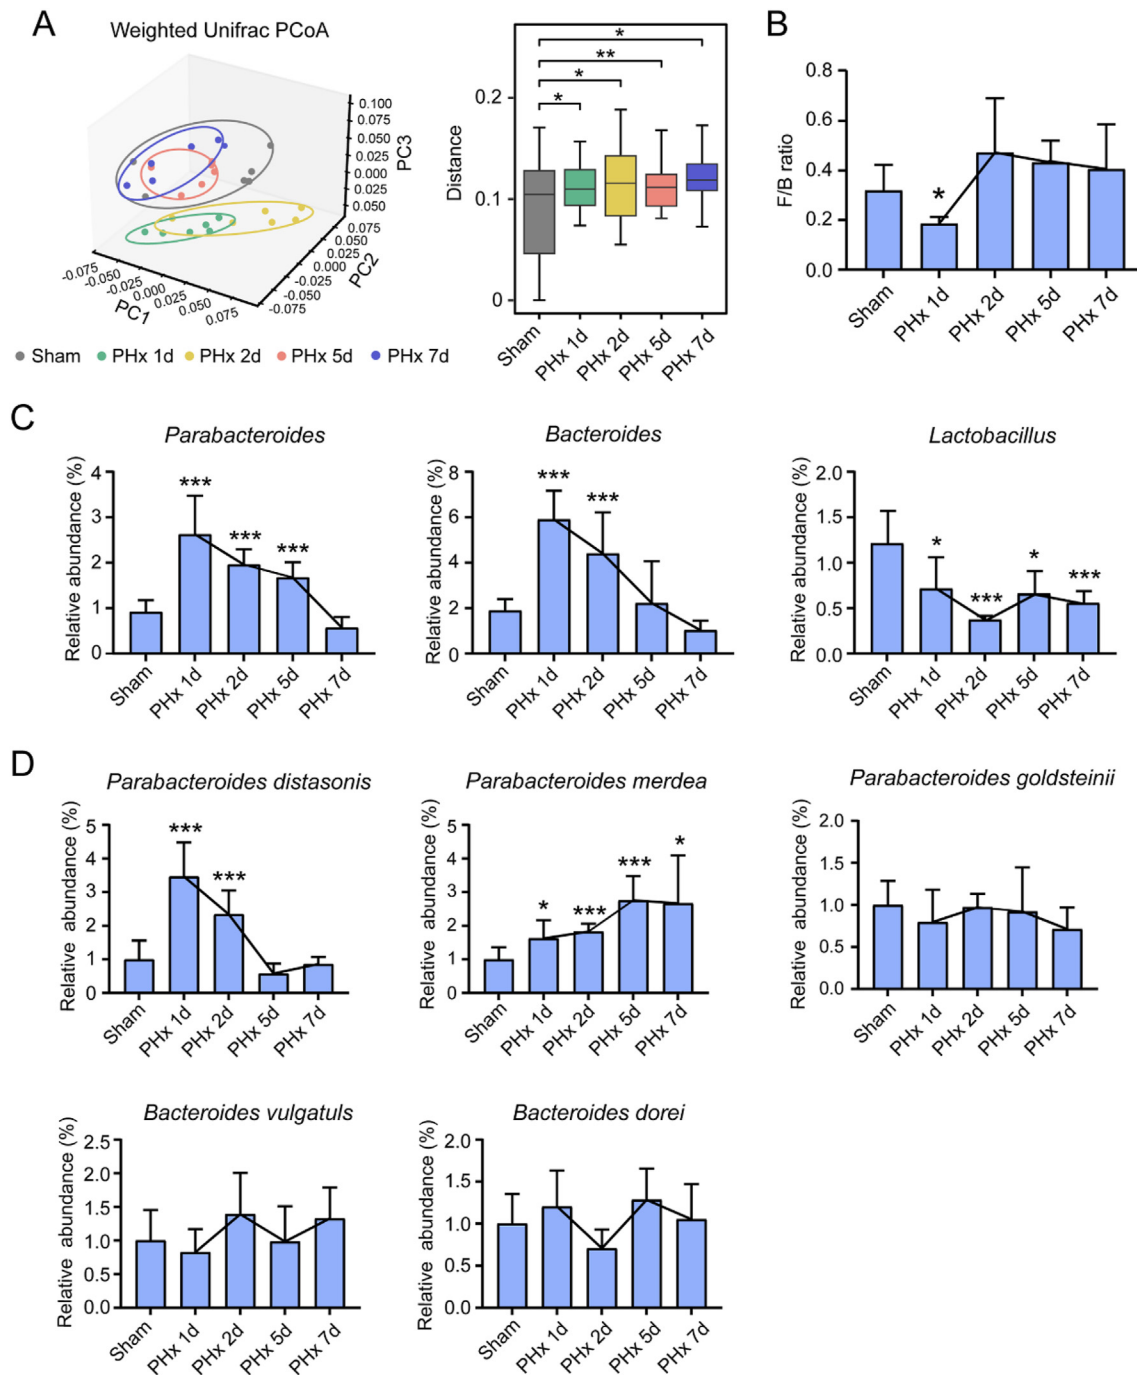 A
Weighted Unifrac PCoA
0.100
0.075
0.050
0.025
0.000
0.050
PC3
0.075
0.050
0.025
0.000
-0.025
-0.050
-0.075
PC2
-0.075
-0.050
-0.025
0.000
0.025
0.050
0.075
PC1
Sham PHx 1d PHx 2d PHx 5d PHx 7d
Distance
0.2
0.1
0
*
**
*
*
Sham PHx 1d PHx 2d PHx 5d PHx 7d
B
F/B ratio
0.8
0.6
0.4
0.2
0.0
*
Sham PHx 1d PHx 2d PHx 5d PHx 7d
C
Parabacteroides
Relative abundance (%)
4
3
2
1
0
*** *** ***
Sham PHx 1d PHx 2d PHx 5d PHx 7d
Bacteroides
Relative abundance (%)
8
6
4
2
0
*** ***
Sham PHx 1d PHx 2d PHx 5d PHx 7d
Lactobacillus
Relative abundance (%)
2.0
1.5
1.0
0.5
0.0
* *** * ***
Sham PHx 1d PHx 2d PHx 5d PHx 7d
D
Parabacteroides distasonis
Relative abundance (%)
5
4
3
2
1
0
*** ***
Sham PHx 1d PHx 2d PHx 5d PHx 7d
Parabacteroides merdea
Relative abundance (%)
5
4
3
2
1
0
* *** *** *
Sham PHx 1d PHx 2d PHx 5d PHx 7d
Parabacteroides goldsteinii
Relative abundance (%)
2.0
1.5
1.0
0.5
0.0
Sham PHx 1d PHx 2d PHx 5d PHx 7d
Bacteroides vulgatuls
Relative abundance (%)
2.5
2.0
1.5
1.0
0.5
0.0
Sham PHx 1d PHx 2d PHx 5d PHx 7d
Bacteroides dorei
Relative abundance (%)
2.0
1.5
1.0
0.5
0.0
Sham PHx 1d PHx 2d PHx 5d PHx 7d